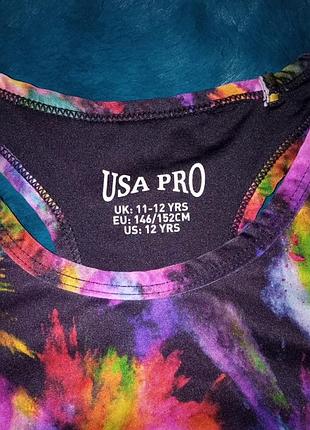 USA PRO
UK: 11-12 YRS
EU: 146/152CM
US: 12 YRS